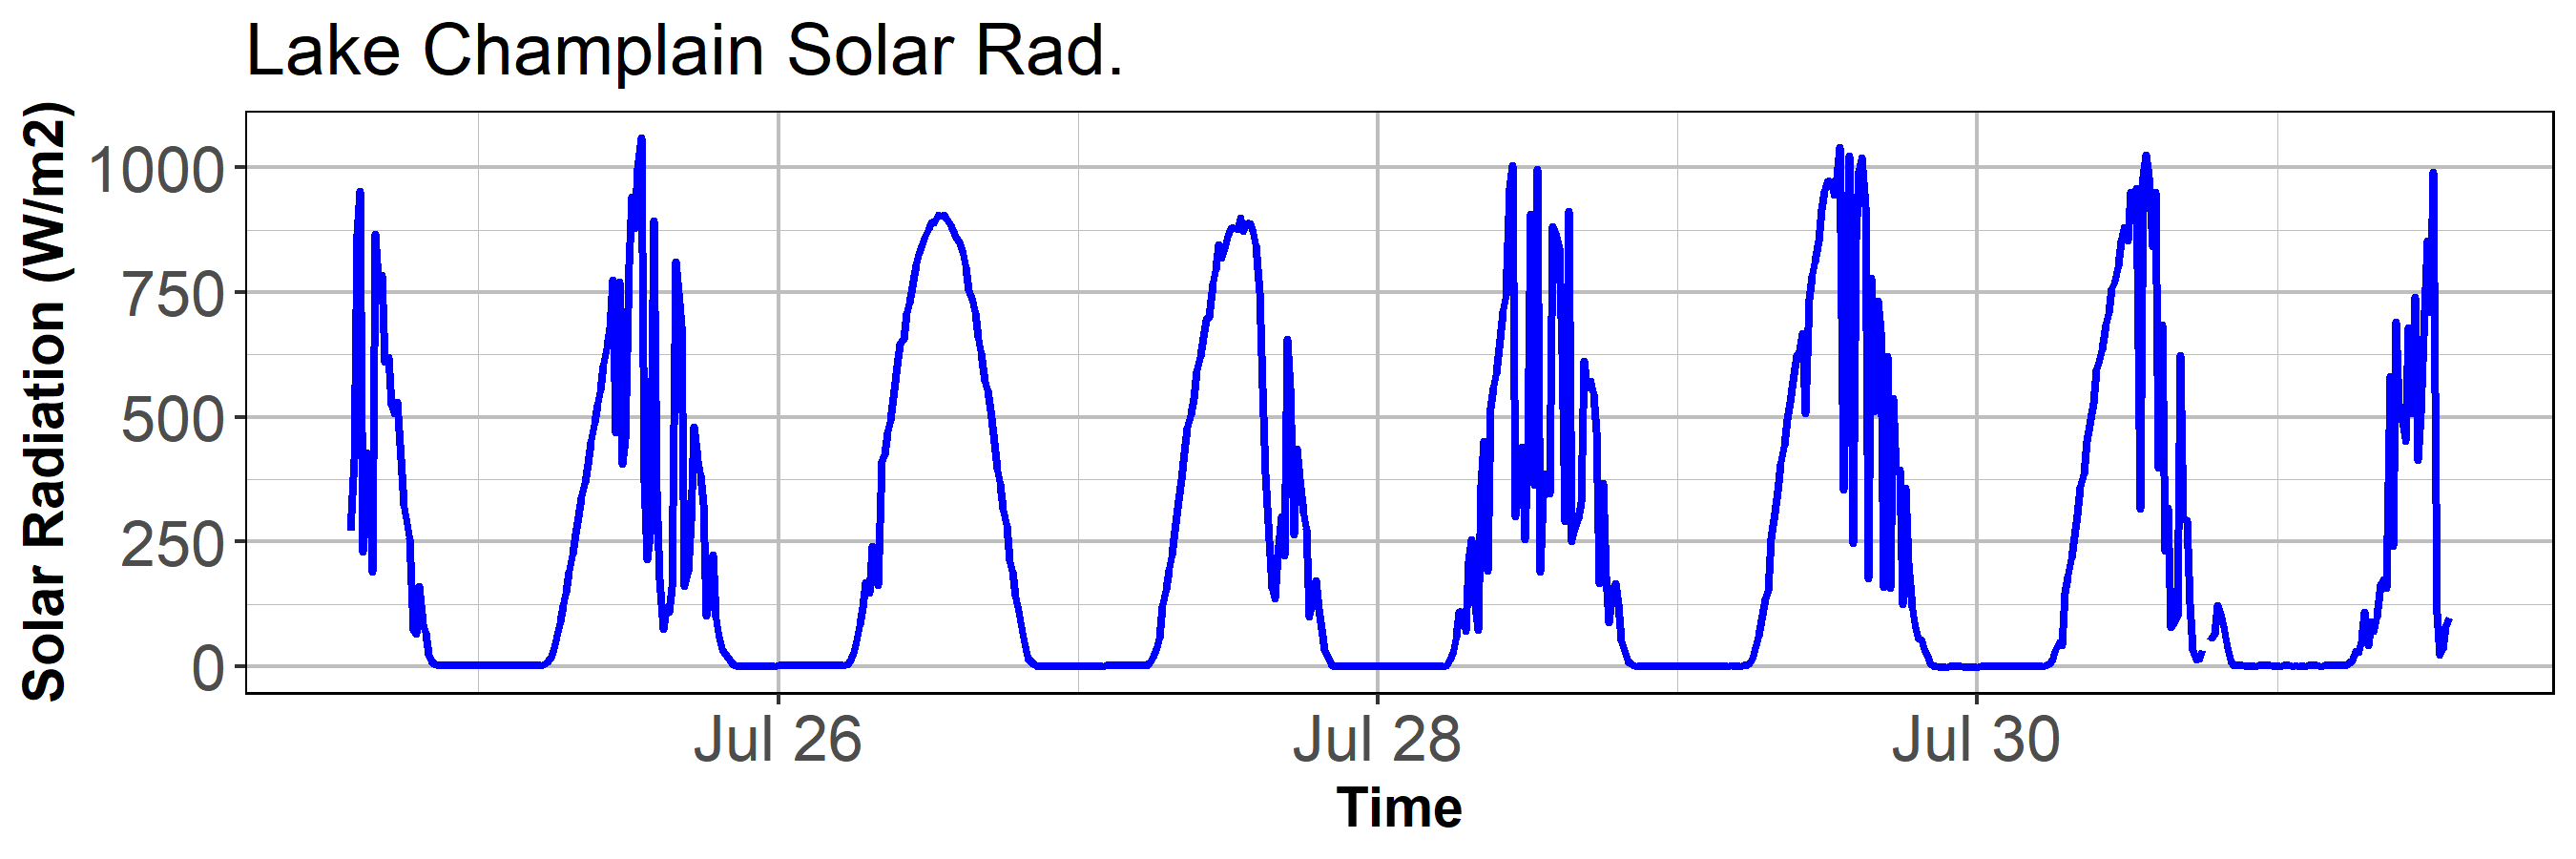 Lake Champlain Solar Rad.
Solar Radiation (W/m2)
1000
750
500
250
0
Jul 26
Jul 28
Jul 30
Time